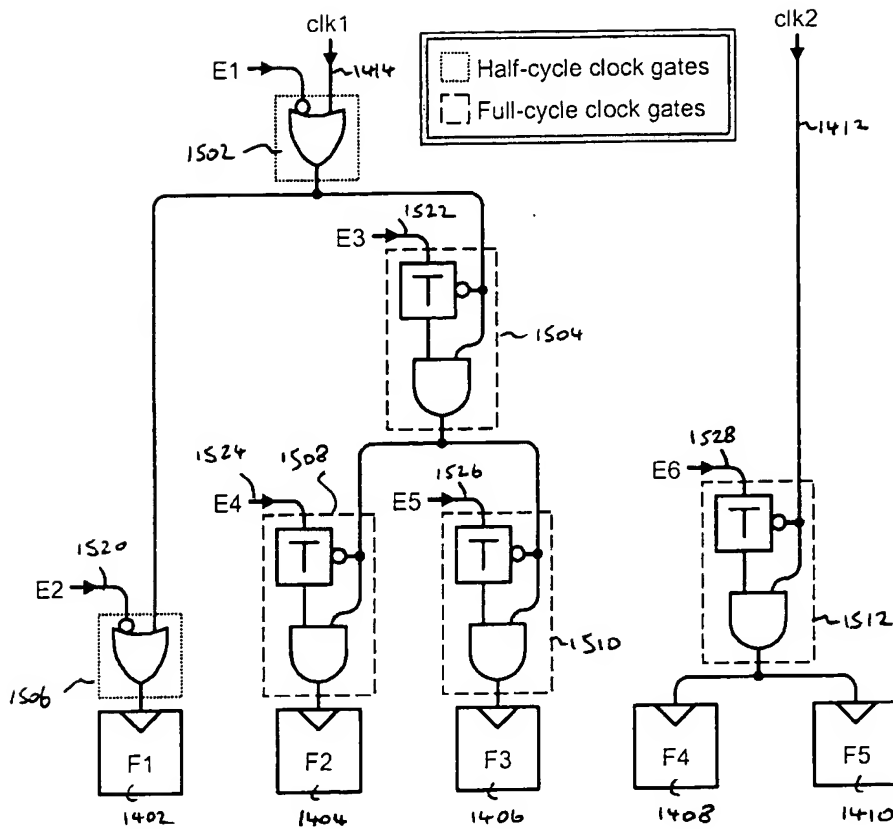 clk1
clk2
E1
1414
Half-cycle clock gates
Full-cycle clock gates
1412
1502
1522
E3
T
1504
1524
1508
1526
1528
E4
E5
E6
T
T
T
1520
E2
1510
1512
1506
F1
F2
F3
F4
F5
1402
1404
1406
1408
1410